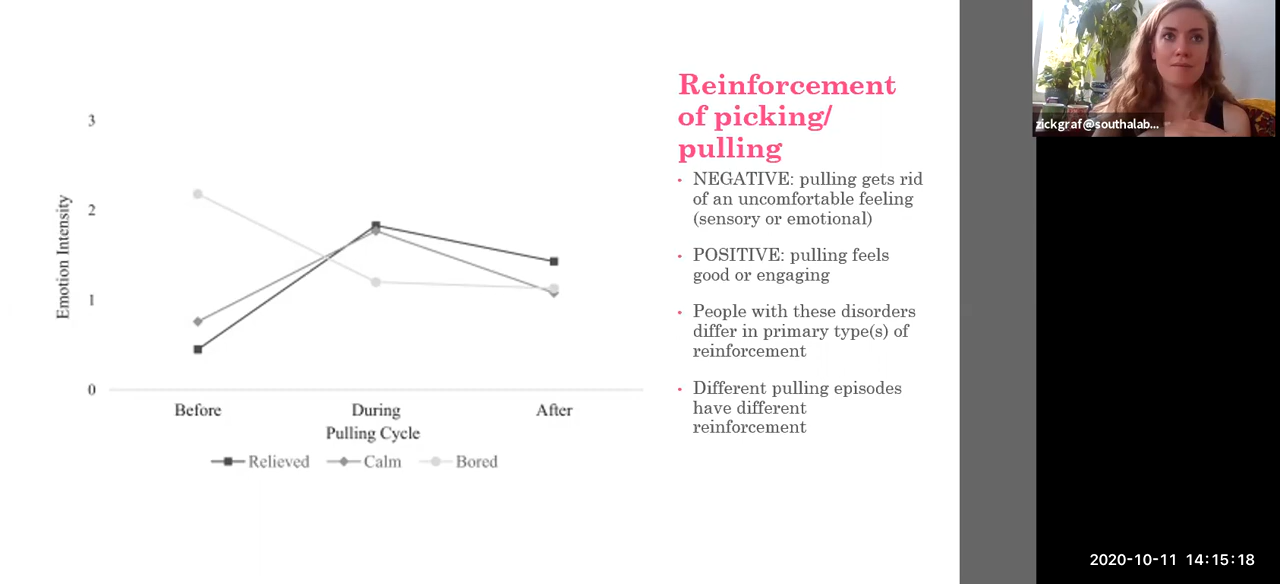 Reinforcement
of picking/
pulling
• NEGATIVE: pulling gets rid
of an uncomfortable feeling
(sensory or emotional)
• POSITIVE: pulling feels
good or engaging
• People with these disorders
differ in primary type(s) of
reinforcement
• Different pulling episodes
have different
reinforcement
3
2
1
0
Emotion Intensity
Before During After
Pulling Cycle
Relieved Calm Bored
zickgraf@southalab...
2020-10-11 14:15:18